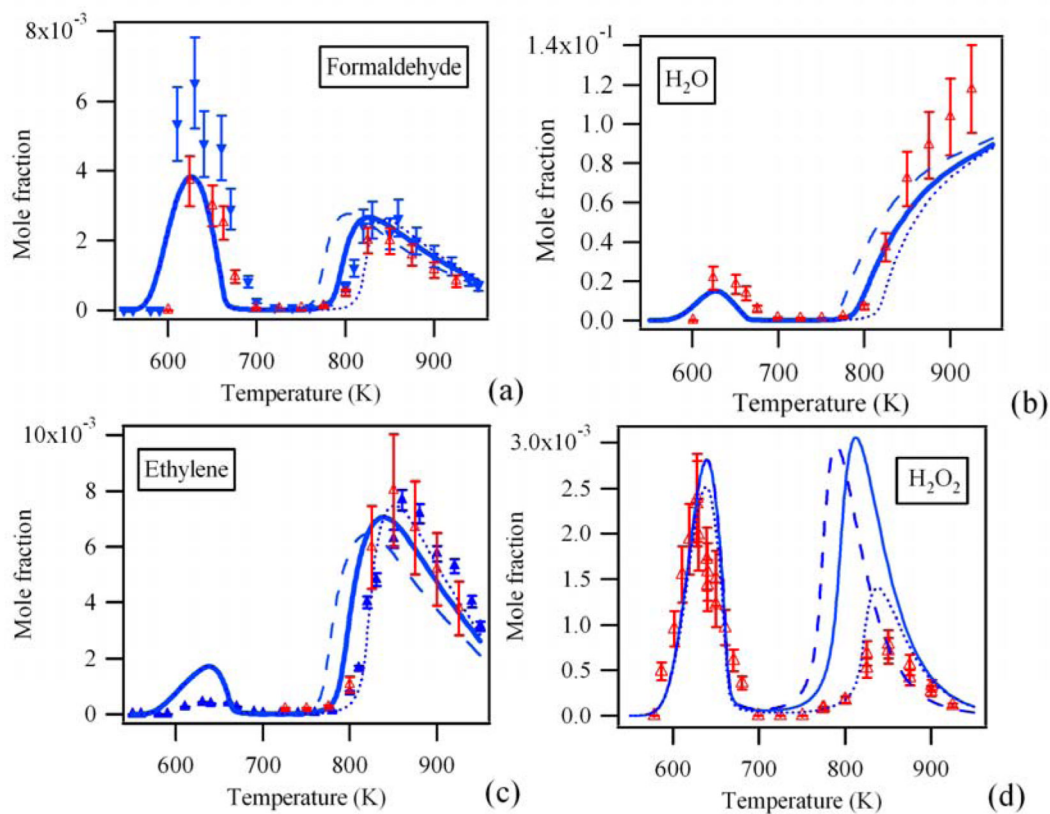 8x10⁻³
6
4
2
0
Mole fraction
Formaldehyde
600
700
800
900
Temperature (K)
(a)
1.4x10⁻¹
1.2
1.0
0.8
0.6
0.4
0.2
0.0
Mole fraction
H₂O
600
700
800
900
Temperature (K)
(b)
10x10⁻³
8
6
4
2
0
Mole fraction
Ethylene
600
700
800
900
Temperature (K)
(c)
3.0x10⁻³
2.5
2.0
1.5
1.0
0.5
0.0
Mole fraction
H₂O₂
600
700
800
900
Temperature (K)
(d)